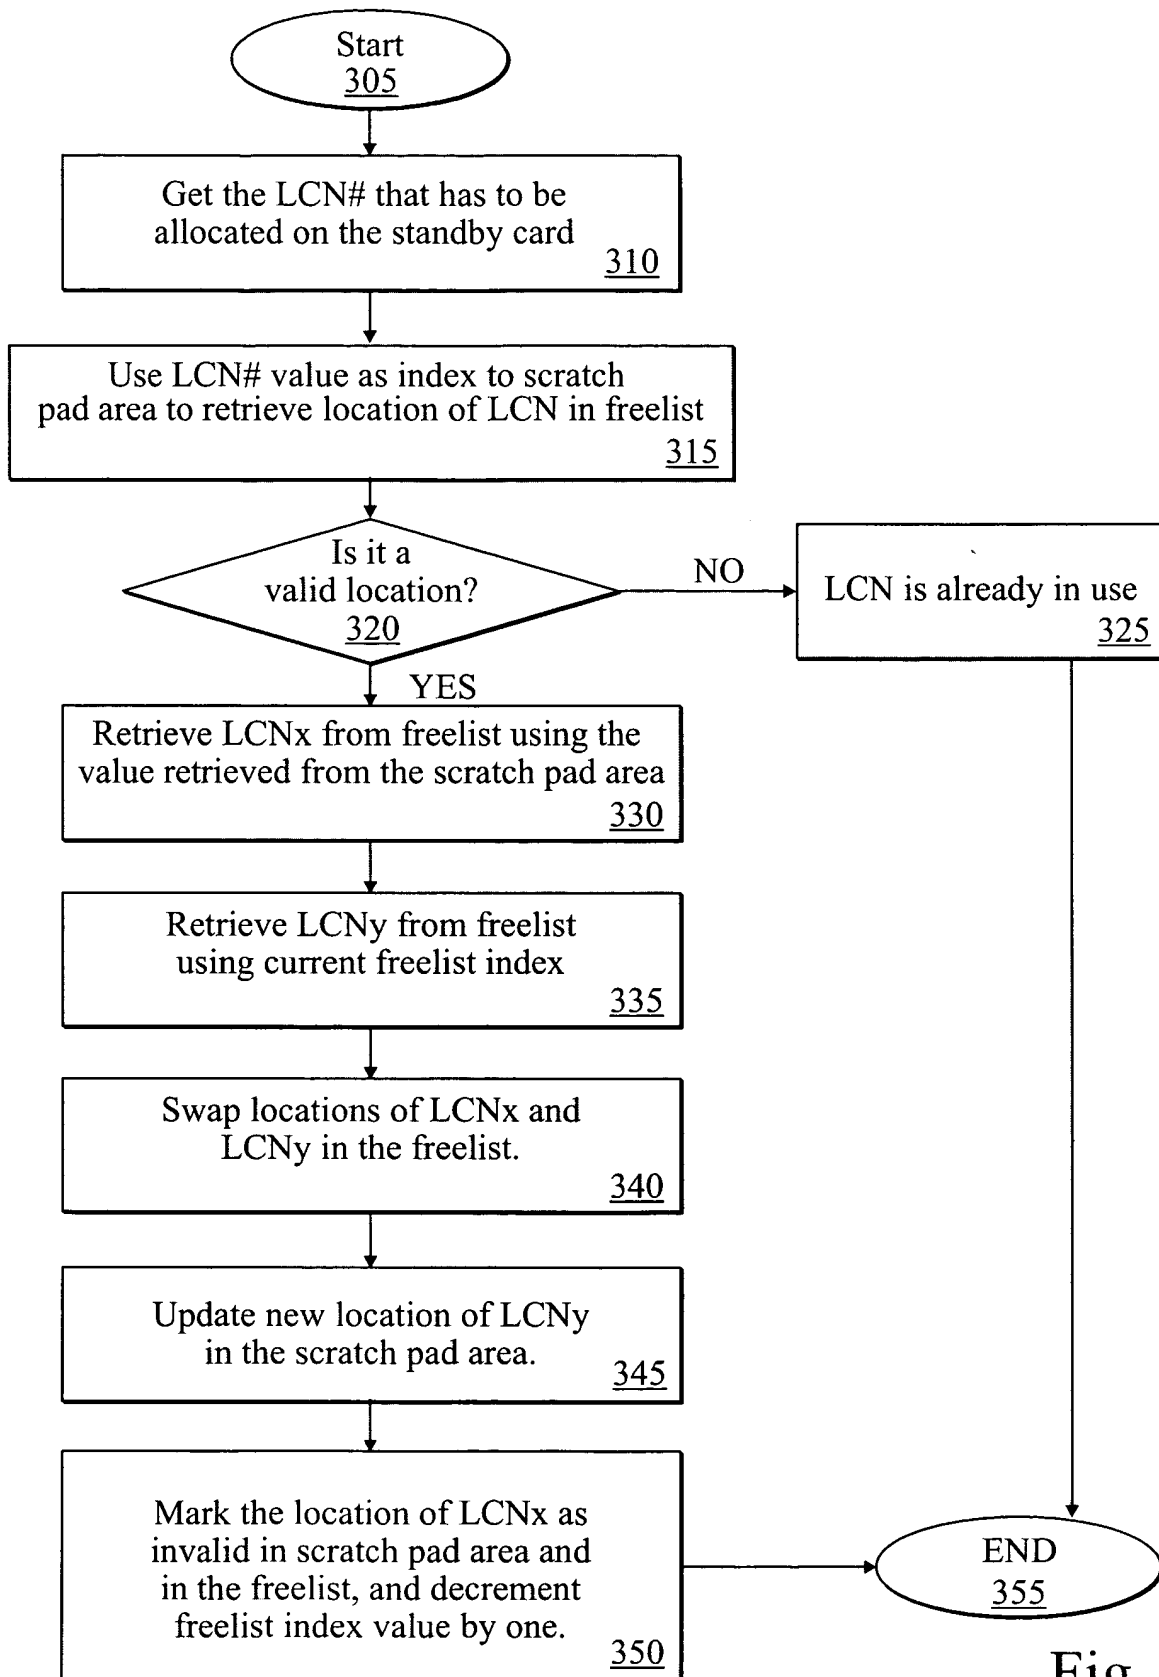 Start
305
Get the LCN# that has to be
allocated on the standby card
310
Use LCN# value as index to scratch
pad area to retrieve location of LCN in freelist
315
Is it a
valid location?
320
NO
LCN is already in use
325
YES
Retrieve LCNx from freelist using the
value retrieved from the scratch pad area
330
Retrieve LCNy from freelist
using current freelist index
335
Swap locations of LCNx and
LCNy in the freelist.
340
Update new location of LCNy
in the scratch pad area.
345
Mark the location of LCNx as
invalid in scratch pad area and
in the freelist, and decrement
freelist index value by one.
350
END
355
Fig